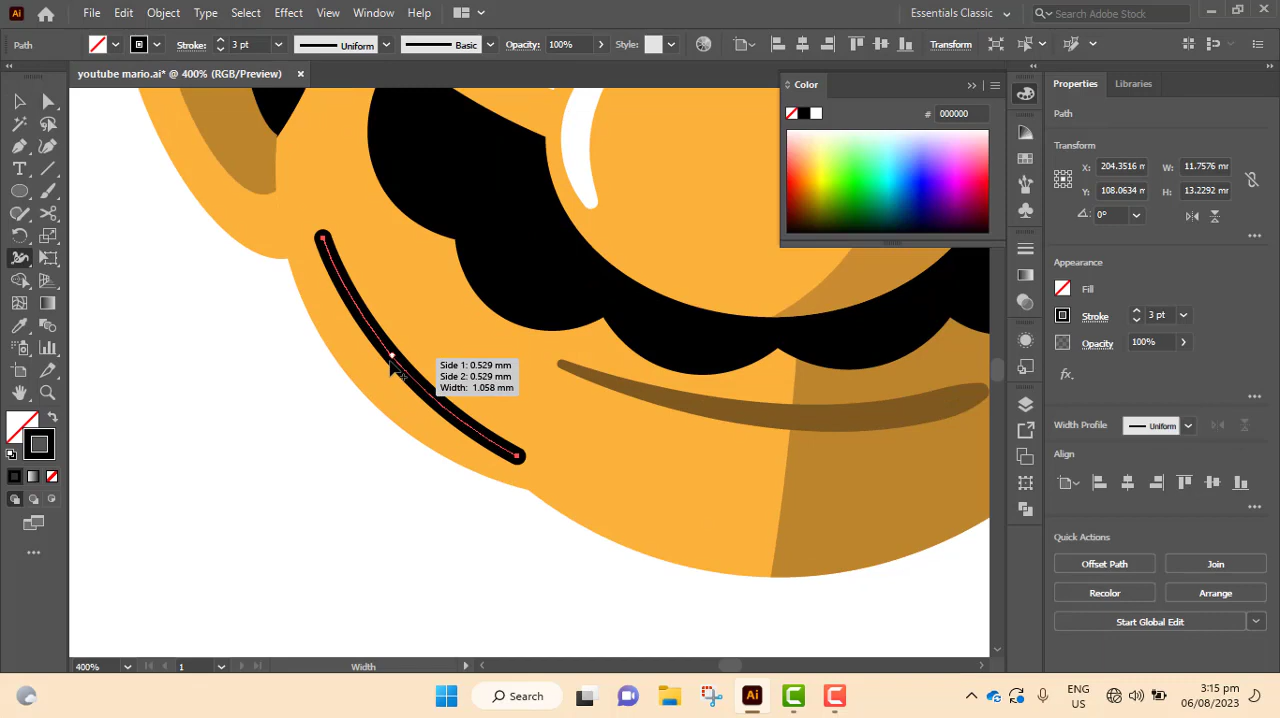 Ai File Edit Object Type Select Effect View Window Help Essentials Classic Search Adobe Stock
Path Stroke: 3 pt Uniform Basic Opacity: 100% Style: Transform
youtube mario.ai* @ 400% (RGB/Preview)
Color
# 000000
Properties Libraries
Path
Transform
X: 204.3516 m W: 11.7576 mm
Y: 108.0634 m H: 13.2292 mm
0°
Appearance
Fill
Stroke 3 pt
Opacity 100%
fx.
Width Profile Uniform
Align
Quick Actions
Offset Path Join
Recolor Arrange
Start Global Edit
Side 1: 0.529 mm
Side 2: 0.529 mm
Width: 1.058 mm
400% 1 Width
Search Ai
ENG
US
3:15 pm
06/08/2023